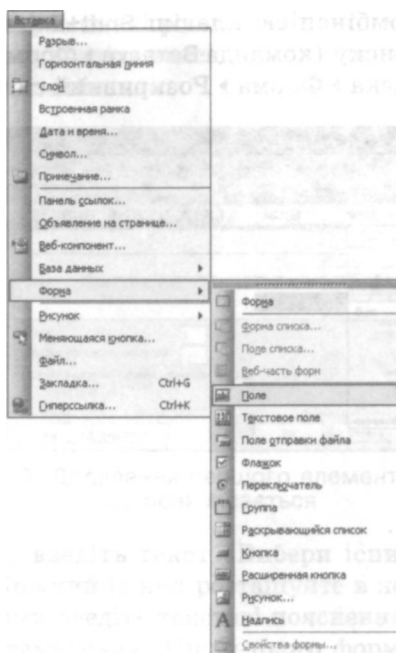 Вставка
Разрыв...
Горизонтальная линия
Слой
Встроенная рамка
Дата и время...
Символ...
Примечание...
Панель ссылок...
Объявление на странице...
Веб-компонент...
База данных
Форма
Рисунок
Меняющаяся кнопка...
Файл...
Закладка... Ctrl+G
Гиперссылка... Ctrl+K
Форма
Форма списка...
Поле списка...
Веб-часть форм
Поле
Текстовое поле
Поле отправки файла
Флажок
Переключатель
Группа
Раскрывающийся список
Кнопка
Расширенная кнопка
Рисунок...
Надпись
Свойства формы...